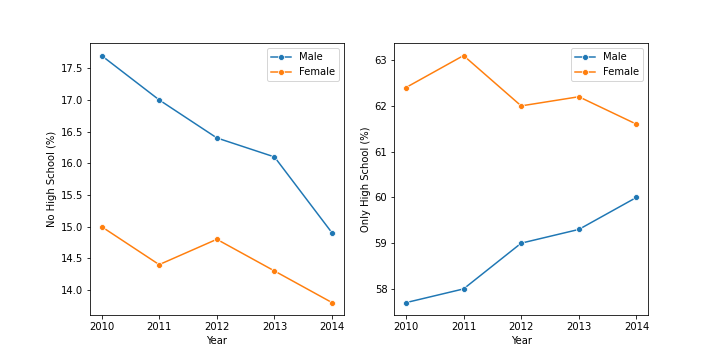 Male
Female
17.5
17.0
16.5
16.0
15.5
15.0
14.5
14.0
No High School (%)
2010 2011 2012 2013 2014
Year
Male
Female
63
62
61
60
59
58
Only High School (%)
2010 2011 2012 2013 2014
Year